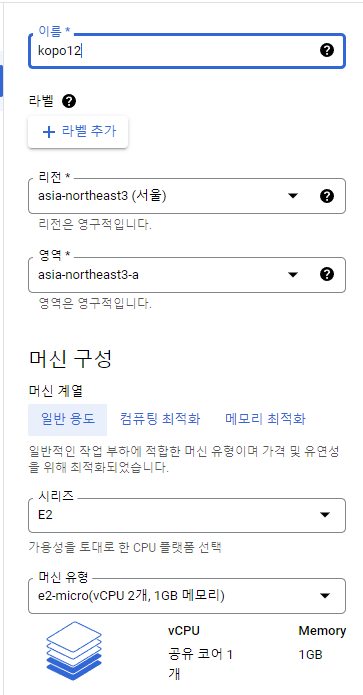 이름 *
kopo12
라벨
+ 라벨 추가
리전 *
asia-northeast3 (서울)
리전은 영구적입니다.
영역 *
asia-northeast3-a
영역은 영구적입니다.
머신 구성
머신 계열
일반 용도 컴퓨팅 최적화 메모리 최적화
일반적인 작업 부하에 적합한 머신 유형이며 가격 및 유연성
을 위해 최적화되었습니다.
시리즈
E2
가용성을 토대로 한 CPU 플랫폼 선택
머신 유형
e2-micro(vCPU 2개, 1GB 메모리)
vCPU Memory
공유 코어 1 1GB
개